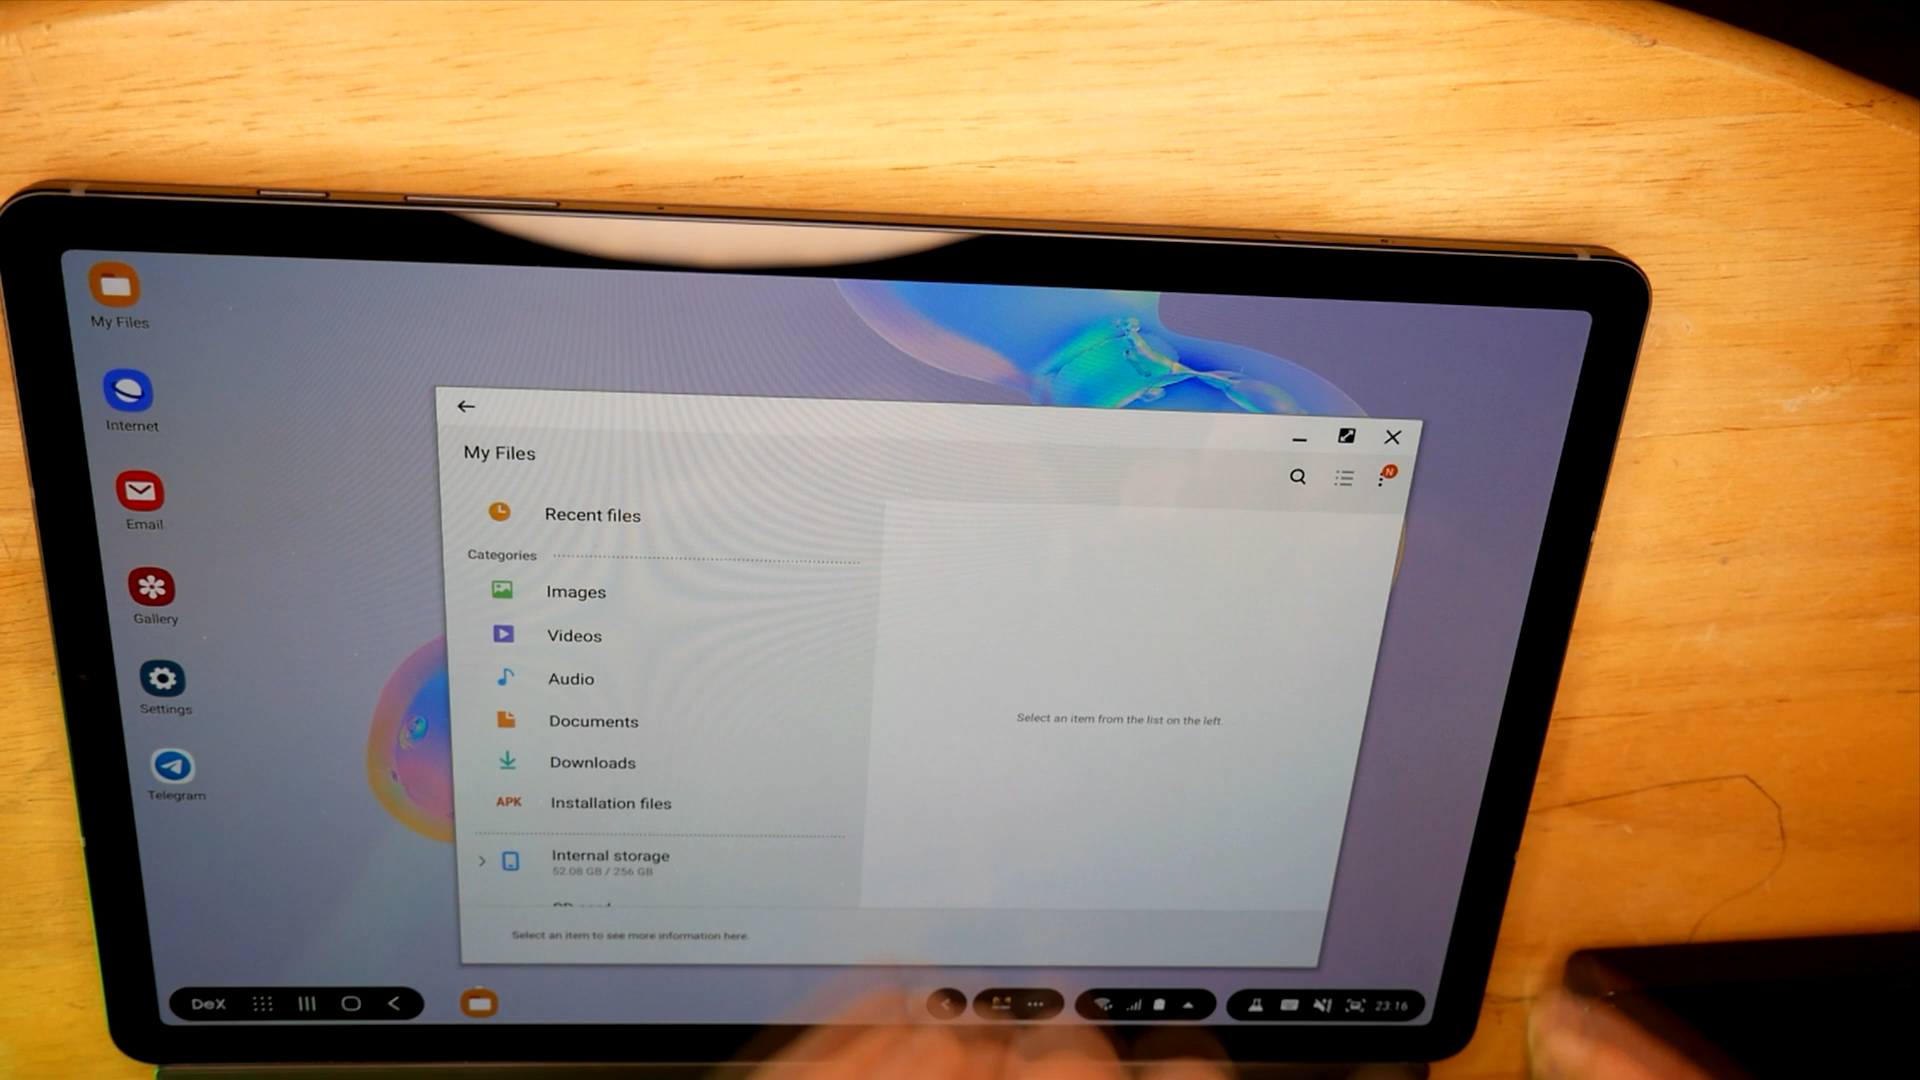 My Files
Internet
Email
Gallery
Settings
Telegram
My Files
N
Recent files
Categories
Images
Videos
Audio
Documents
Downloads
APK Installation files
Internal storage
52.08 GB / 256 GB
Select an item from the list on the left.
Select an item to see more information here.
DeX
23:16